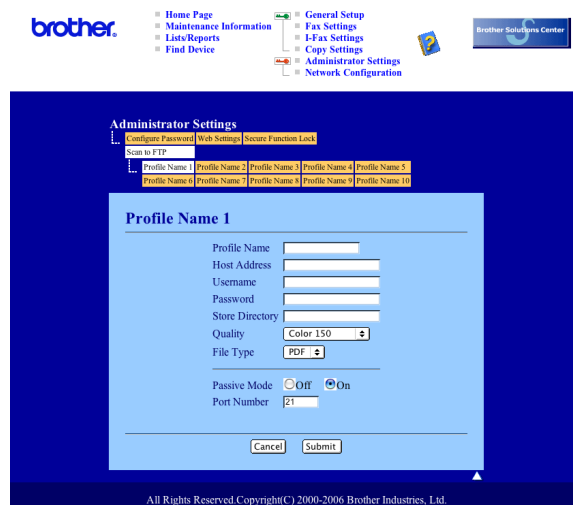 brother.
Home Page
Maintenance Information
Lists/Reports
Find Device
General Setup
Fax Settings
I-Fax Settings
Copy Settings
Administrator Settings
Network Configuration
Brother Solutions Center
Administrator Settings
Configure Password Web Settings Secure Function Lock
Scan to FTP
Profile Name 1 Profile Name 2 Profile Name 3 Profile Name 4 Profile Name 5
Profile Name 6 Profile Name 7 Profile Name 8 Profile Name 9 Profile Name 10
Profile Name 1
Profile Name
Host Address
Username
Password
Store Directory
Quality Color 150
File Type PDF
Passive Mode Off On
Port Number 21
Cancel Submit
All Rights Reserved.Copyright(C) 2000-2006 Brother Industries, Ltd.